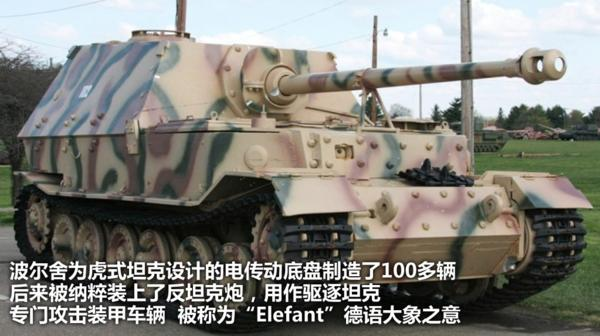 波尔舍为虎式坦克设计的电传动底盘制造了100多辆
后来被纳粹装上了反坦克炮，用作驱逐坦克
专门攻击装甲车辆 被称为“Elefant”德语大象之意